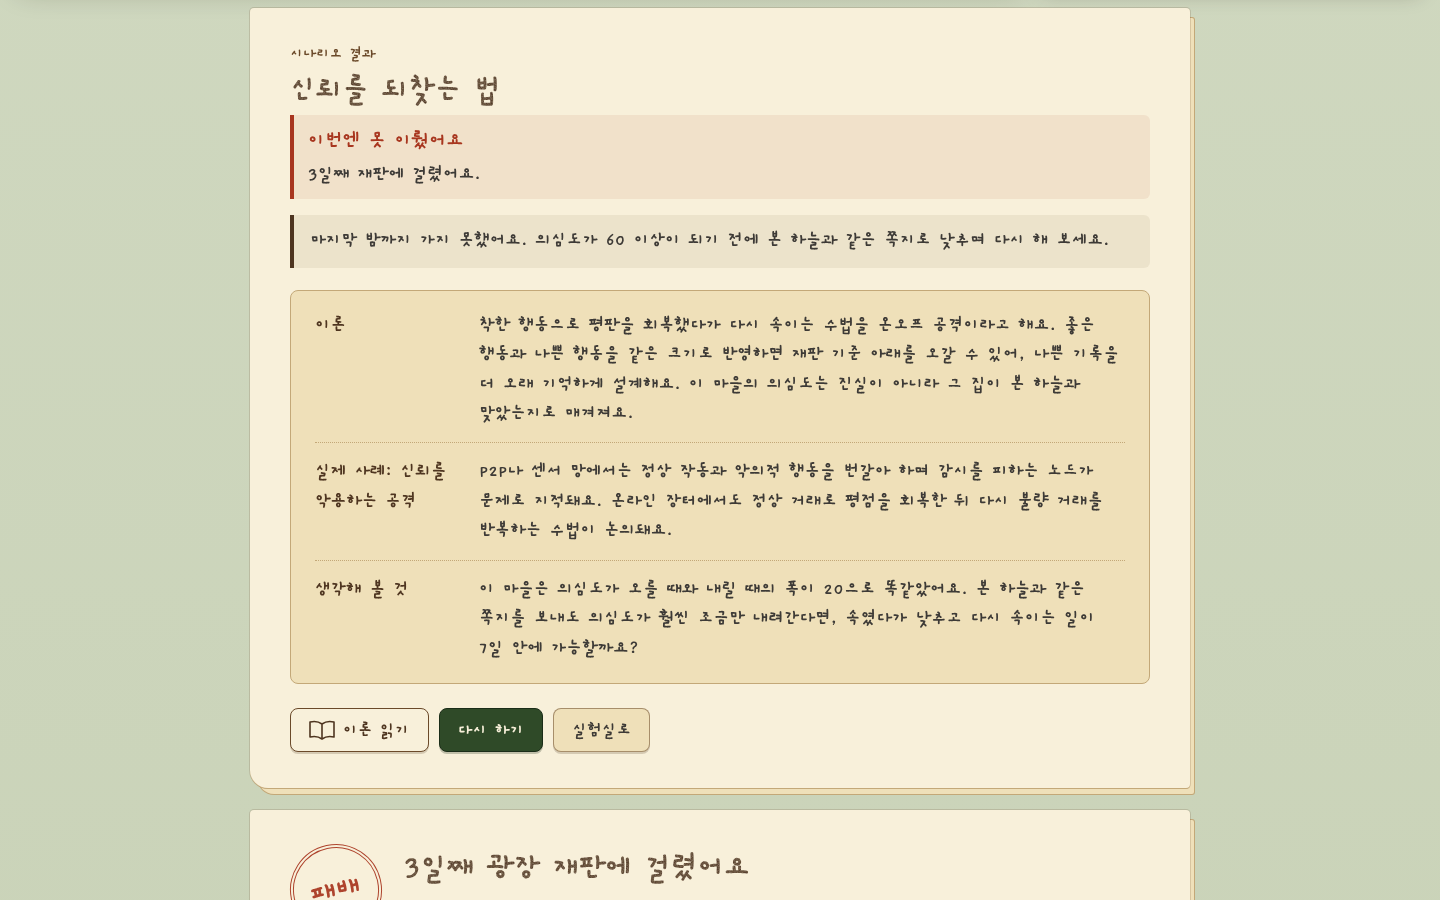 시나리오 결과
신뢰를 되찾는 법
이번엔 못 이뤘어요
3일째 재판에 걸렸어요.
마지막 밤까지 가지 못했어요. 의심도가 60 이상이 되기 전에 본 하늘과 같은 쪽지로 낮추며 다시 해 보세요.
이론
착한 행동으로 평판을 회복했다가 다시 속이는 수법을 온오프 공격이라고 해요. 좋은
행동과 나쁜 행동을 같은 크기로 반영하면 재판 기준 아래를 오갈 수 있어, 나쁜 기록을
더 오래 기억하게 설계해요. 이 마을의 의심도는 진실이 아니라 그 집이 본 하늘과
맞았는지로 매겨져요.
실제 사례: 신뢰를
악용하는 공격
P2P나 센서 망에서는 정상 작동과 악의적 행동을 번갈아 하며 감시를 피하는 노드가
문제로 지적돼요. 온라인 장터에서도 정상 거래로 평점을 회복한 뒤 다시 불량 거래를
반복하는 수법이 논의돼요.
생각해 볼 것
이 마을은 의심도가 오를 때와 내릴 때의 폭이 20으로 똑같았어요. 본 하늘과 같은
쪽지를 보내도 의심도가 훨씬 조금만 내려간다면, 속였다가 낮추고 다시 속이는 일이
7일 안에 가능할까요?
이론 읽기
다시 하기
실험실로
패배
3일째 광장 재판에 걸렸어요